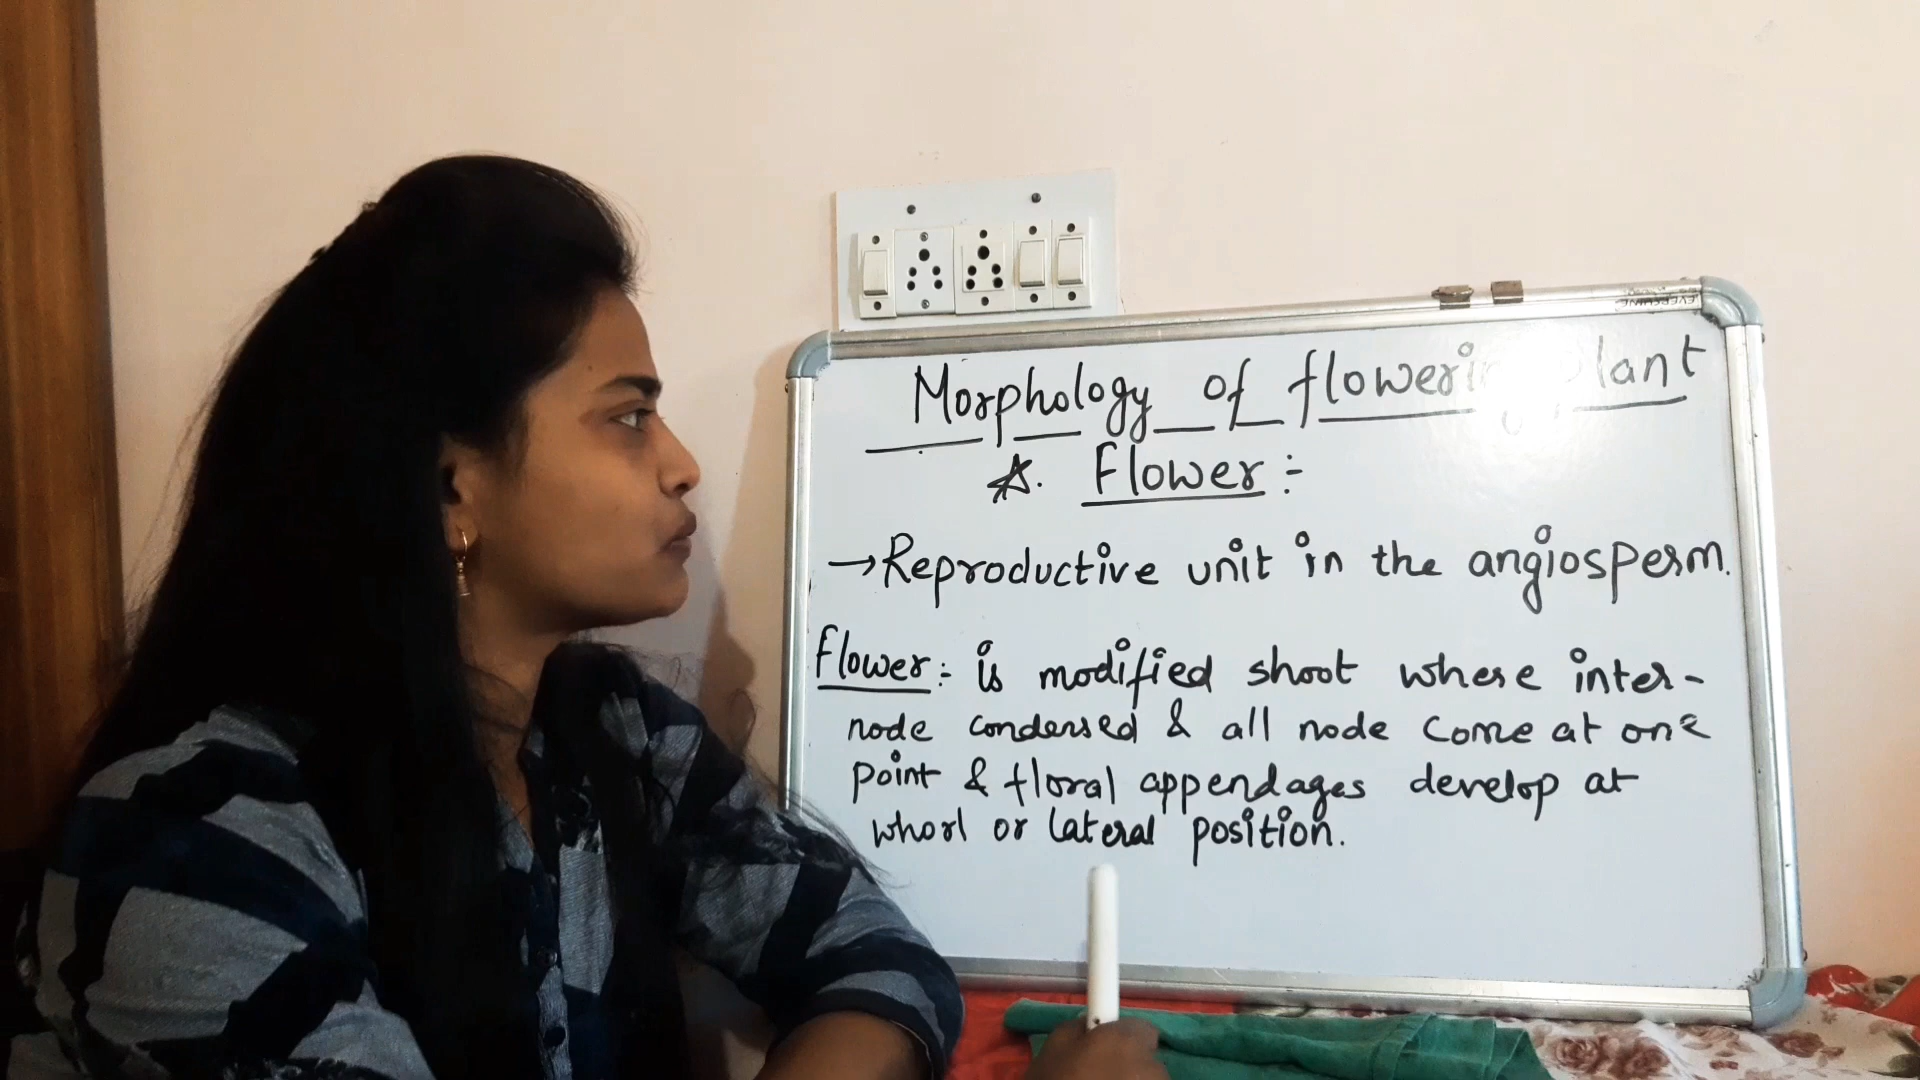 EVERSHINE
Morphology of flowering plant
☆. Flower :-
→ Reproductive unit in the angiosperm.
Flower :- is modified shoot where inter-
node condensed & all node come at one
point & floral appendages develop at
whorl or lateral position.